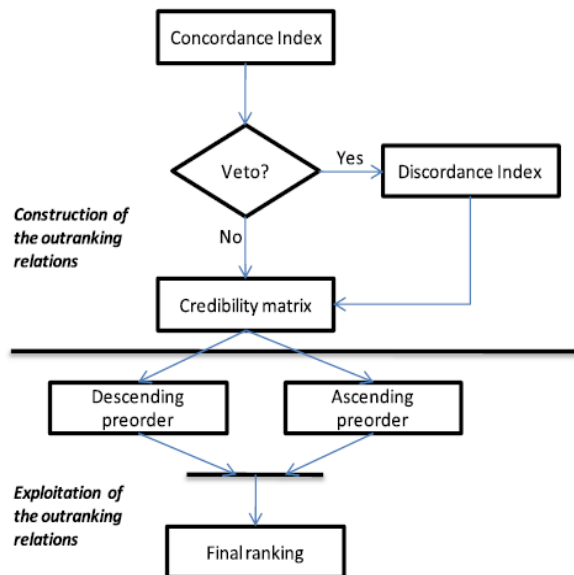 Concordance Index
Veto?
Yes
Discordance Index
Construction of
the outranking
relations
No
Credibility matrix
Descending
preorder
Ascending
preorder
Exploitation of
the outranking
relations
Final ranking